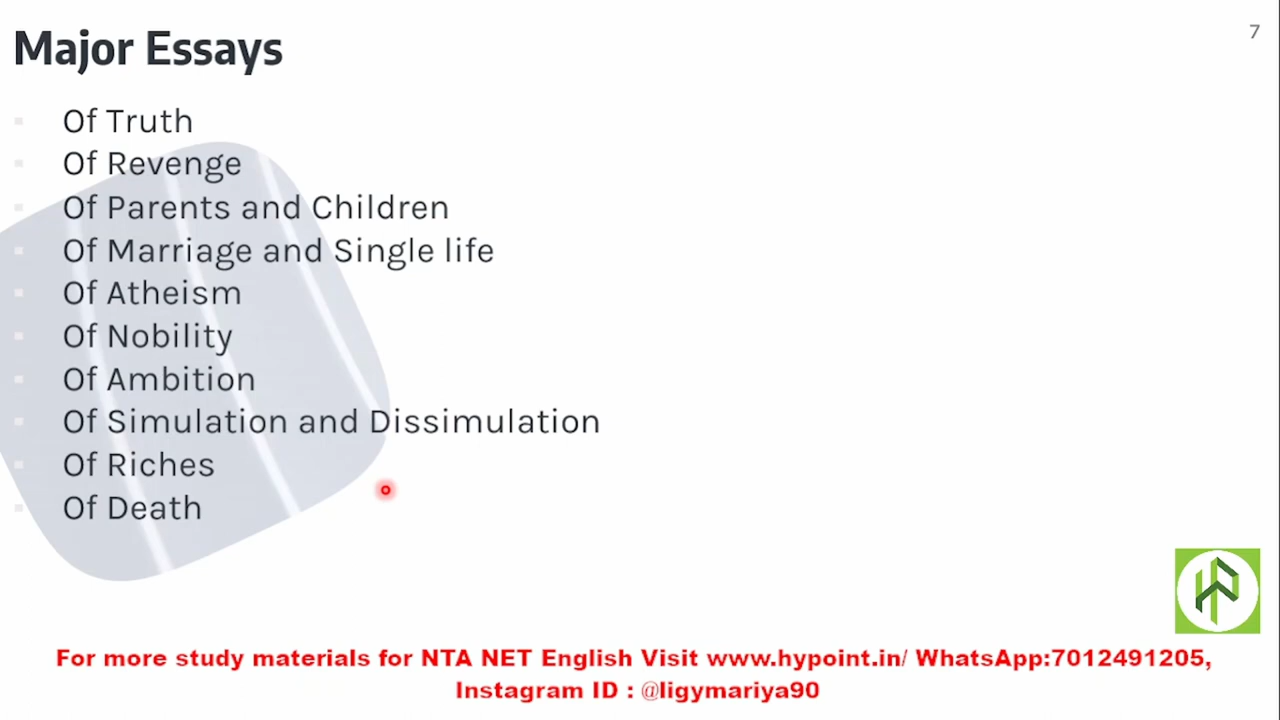 Major Essays
7
Of Truth
Of Revenge
Of Parents and Children
Of Marriage and Single life
Of Atheism
Of Nobility
Of Ambition
Of Simulation and Dissimulation
Of Riches
Of Death
For more study materials for NTA NET English Visit www.hypoint.in/ WhatsApp:7012491205,
Instagram ID : @ligymariya90